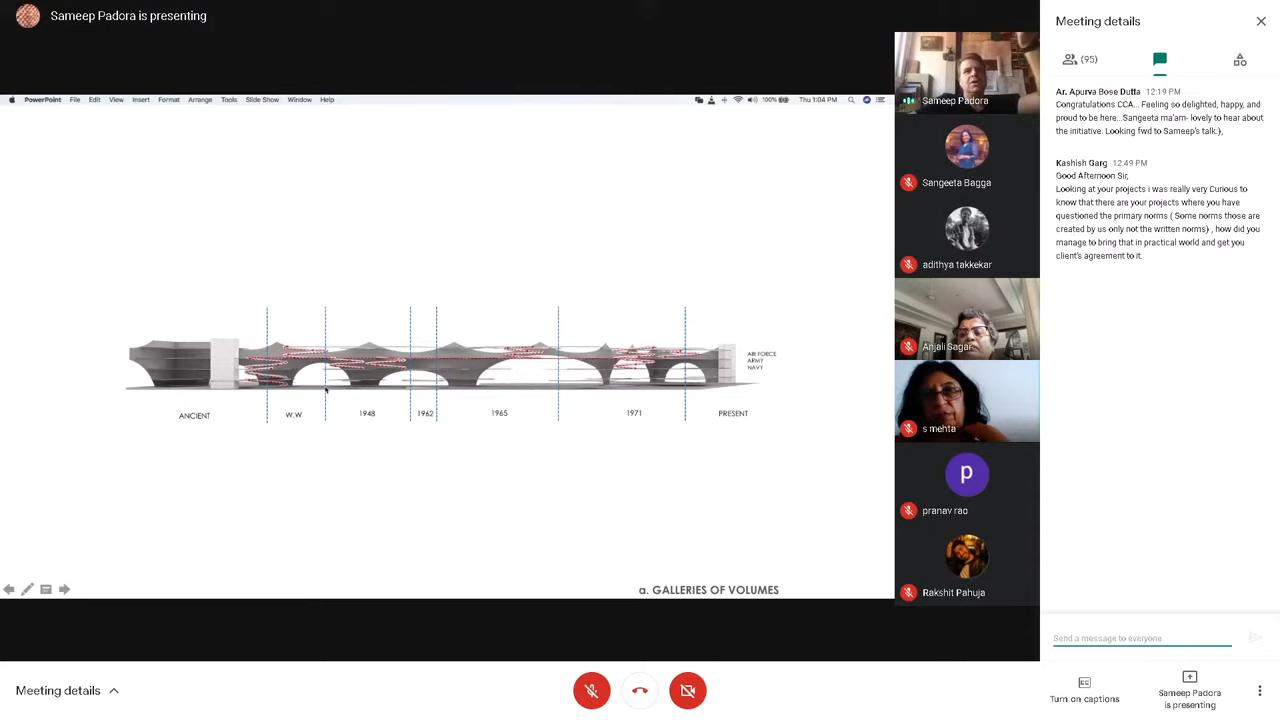 Sameep Padora is presenting
PowerPoint File Edit View Insert Format Arrange Tools Slide Show Window Help
100% Thu 1:04 PM
AIR FORCE
ARMY
NAVY
ANCIENT W.W 1948 1962 1965 1971 PRESENT
a. GALLERIES OF VOLUMES
Sameep Padora
Sangeeta Bagga
adithya takkekar
Anjali Sagar
s mehta
p
pranav rao
Rakshit Pahuja
Meeting details
(95)
Ar. Apurva Bose Dutta 12:19 PM
Congratulations CCA... Feeling so delighted, happy, and
proud to be here...Sangeeta ma'am- lovely to hear about
the initiative. Looking fwd to Sameep's talk:),
Kashish Garg 12:49 PM
Good Afternoon Sir,
Looking at your projects i was really very Curious to
know that there are your projects where you have
questioned the primary norms ( Some norms those are
created by us only not the written norms) , how did you
manage to bring that in practical world and get you
client's agreement to it.
Send a message to everyone
Meeting details
Turn on captions
Sameep Padora
is presenting